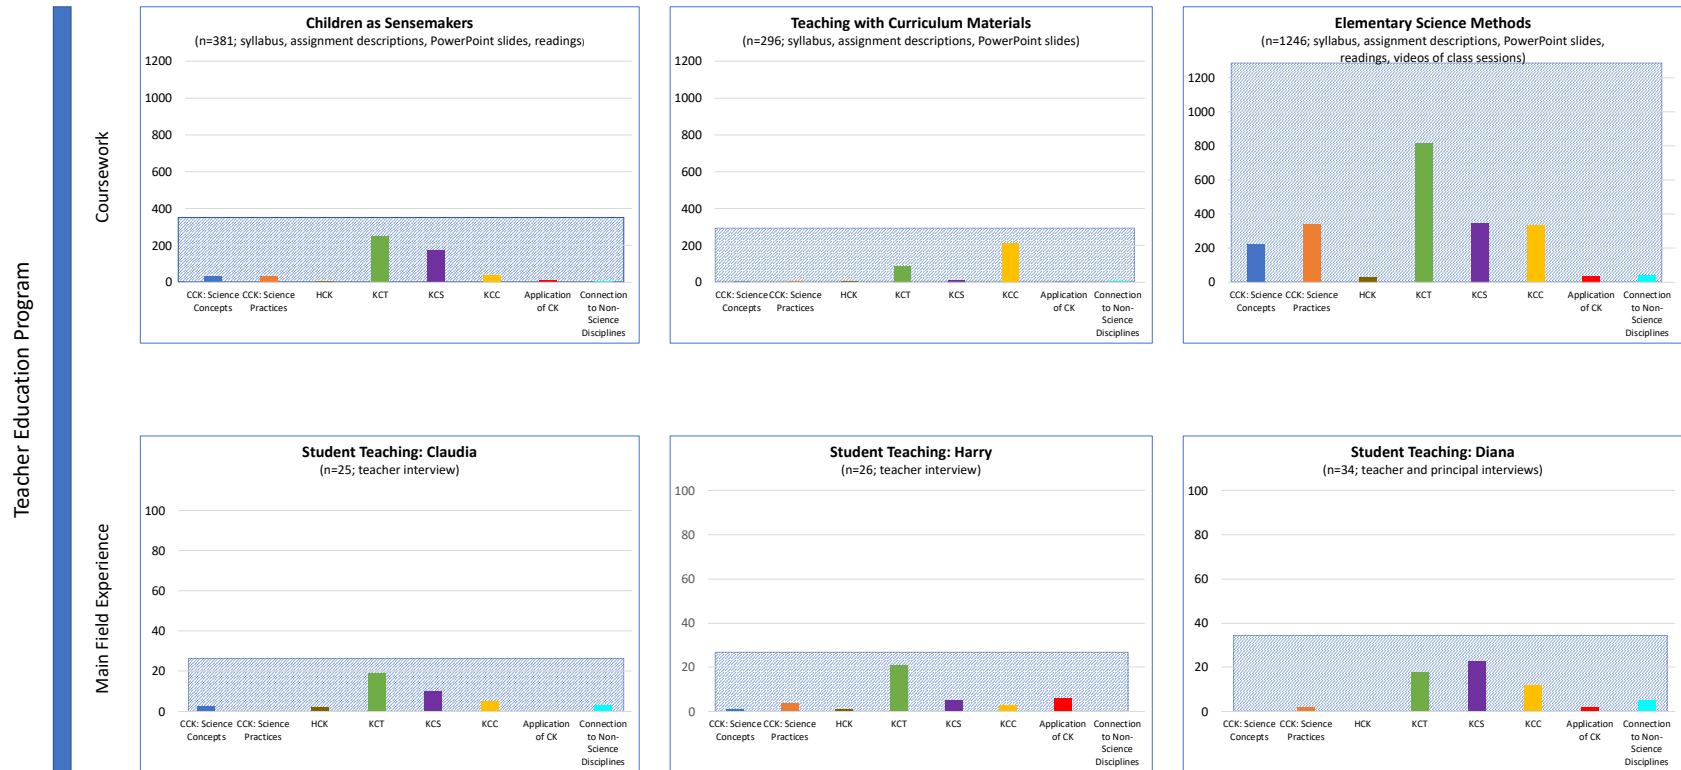 Teacher Education Program
Coursework
Children as Sensemakers
(n=381; syllabus, assignment descriptions, PowerPoint slides, readings)
1200
1000
800
600
400
200
0
CCK: Science Concepts
CCK: Science Practices
HCK
KCT
KCS
KCC
Application of CK
Connection to Non-Science Disciplines
Teaching with Curriculum Materials
(n=296; syllabus, assignment descriptions, PowerPoint slides)
1200
1000
800
600
400
200
0
CCK: Science Concepts
CCK: Science Practices
HCK
KCT
KCS
KCC
Application of CK
Connection to Non-Science Disciplines
Elementary Science Methods
(n=1246; syllabus, assignment descriptions, PowerPoint slides,
readings, videos of class sessions)
1200
1000
800
600
400
200
0
CCK: Science Concepts
CCK: Science Practices
HCK
KCT
KCS
KCC
Application of CK
Connection to Non-Science Disciplines
Main Field Experience
Student Teaching: Claudia
(n=25; teacher interview)
100
80
60
40
20
0
CCK: Science Concepts
CCK: Science Practices
HCK
KCT
KCS
KCC
Application of CK
Connection to Non-Science Disciplines
Student Teaching: Harry
(n=26; teacher interview)
100
80
60
40
20
0
CCK: Science Concepts
CCK: Science Practices
HCK
KCT
KCS
KCC
Application of CK
Connection to Non-Science Disciplines
Student Teaching: Diana
(n=34; teacher and principal interviews)
100
80
60
40
20
0
CCK: Science Concepts
CCK: Science Practices
HCK
KCT
KCS
KCC
Application of CK
Connection to Non-Science Disciplines